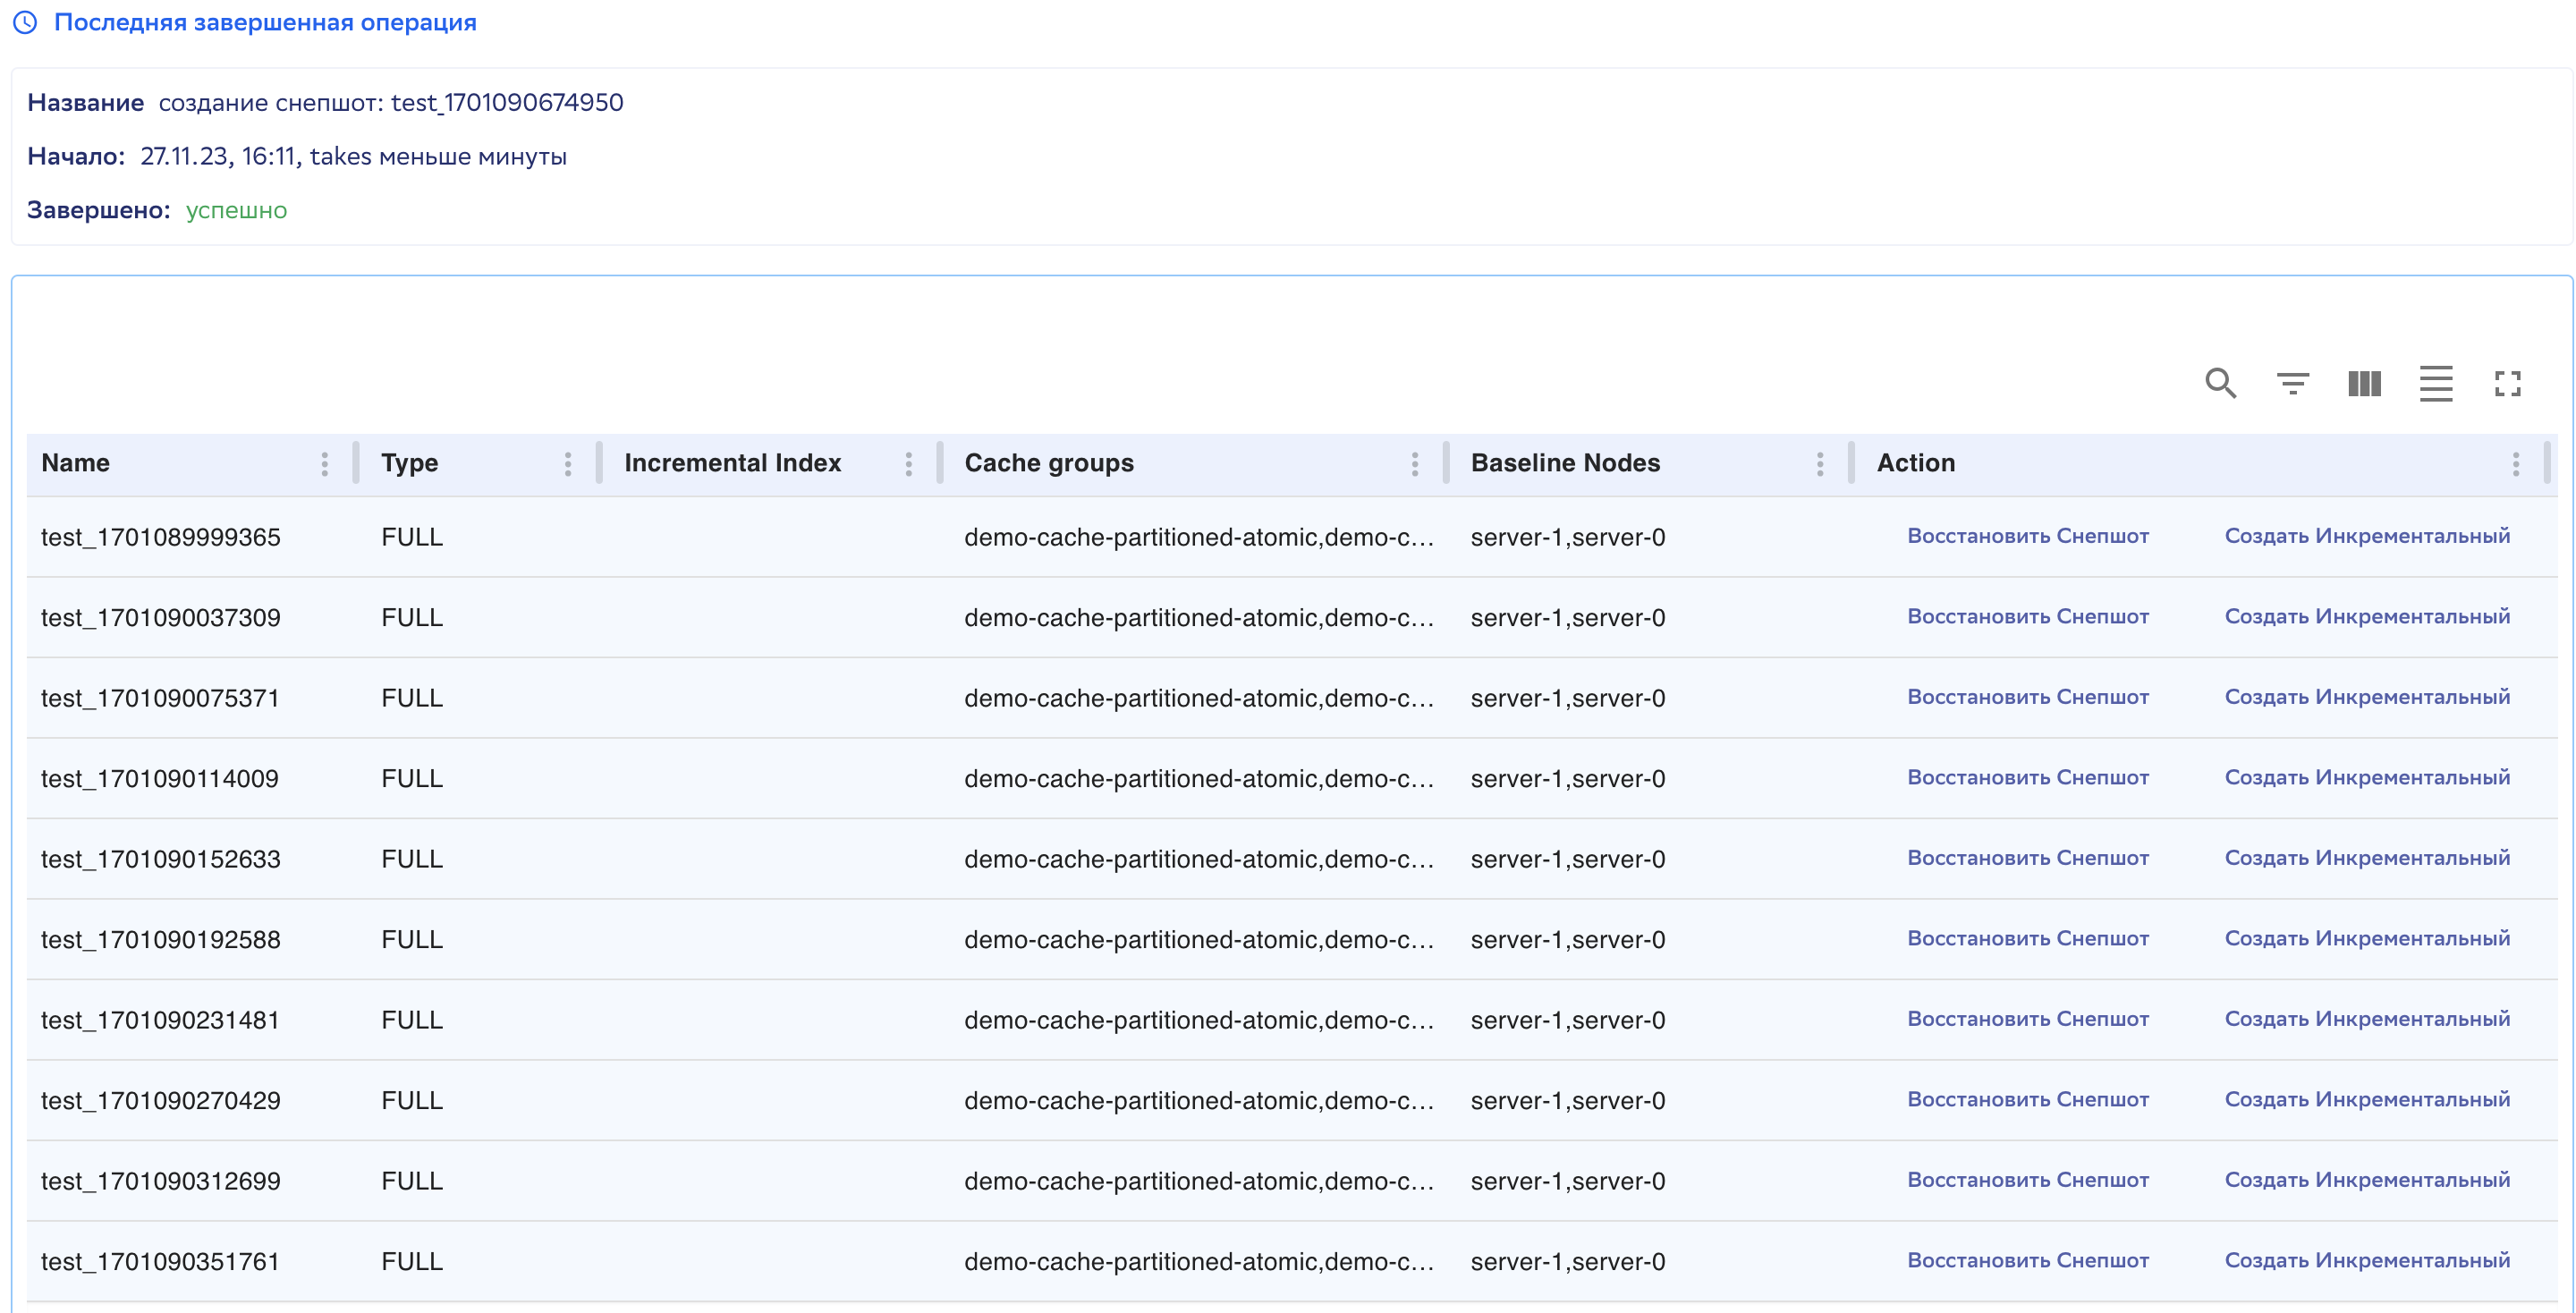 Последняя завершенная операция
Название создание снепшот: test_1701090674950
Начало: 27.11.23, 16:11, takes меньше минуты
Завершено: успешно
Name Type Incremental Index Cache groups Baseline Nodes Action
test_1701089999365 FULL demo-cache-partitioned-atomic,demo-c... server-1,server-0 Восстановить Снепшот Создать Инкрементальный
test_1701090037309 FULL demo-cache-partitioned-atomic,demo-c... server-1,server-0 Восстановить Снепшот Создать Инкрементальный
test_1701090075371 FULL demo-cache-partitioned-atomic,demo-c... server-1,server-0 Восстановить Снепшот Создать Инкрементальный
test_1701090114009 FULL demo-cache-partitioned-atomic,demo-c... server-1,server-0 Восстановить Снепшот Создать Инкрементальный
test_1701090152633 FULL demo-cache-partitioned-atomic,demo-c... server-1,server-0 Восстановить Снепшот Создать Инкрементальный
test_1701090192588 FULL demo-cache-partitioned-atomic,demo-c... server-1,server-0 Восстановить Снепшот Создать Инкрементальный
test_1701090231481 FULL demo-cache-partitioned-atomic,demo-c... server-1,server-0 Восстановить Снепшот Создать Инкрементальный
test_1701090270429 FULL demo-cache-partitioned-atomic,demo-c... server-1,server-0 Восстановить Снепшот Создать Инкрементальный
test_1701090312699 FULL demo-cache-partitioned-atomic,demo-c... server-1,server-0 Восстановить Снепшот Создать Инкрементальный
test_1701090351761 FULL demo-cache-partitioned-atomic,demo-c... server-1,server-0 Восстановить Снепшот Создать Инкрементальный